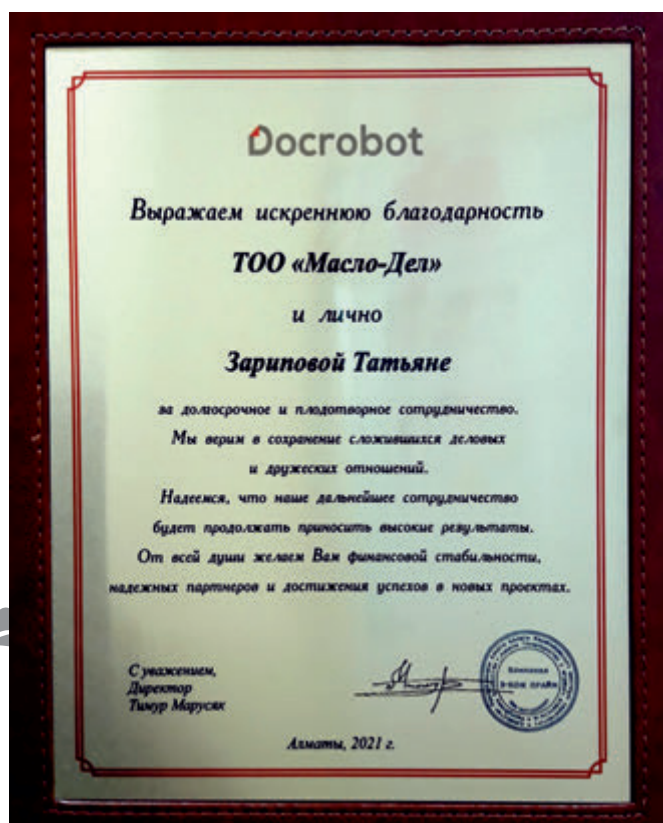 Docrobot
Выражаем искреннюю благодарность
ТОО «Масло-Дел»
и лично
Зариповой Татьяне
за долгосрочное и плодотворное сотрудничество.
Мы верим в сохранение сложившихся деловых
и дружеских отношений.
Надеемся, что наше дальнейшее сотрудничество
будет продолжать приносить высокие результаты.
От всей души желаем Вам финансовой стабильности,
надежных партнеров и достижения успехов в новых проектах.
С уважением,
Директор
Тимур Марусяк
Алматы, 2021 г.